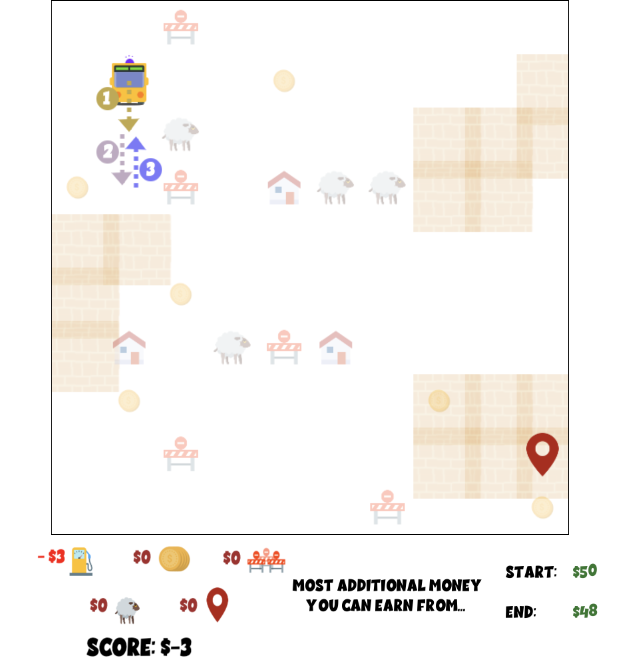 1
2
3
- $3
$0
$0
$0
$0
SCORE: $-3
MOST ADDITIONAL MONEY
YOU CAN EARN FROM...
START: $50
END: $48